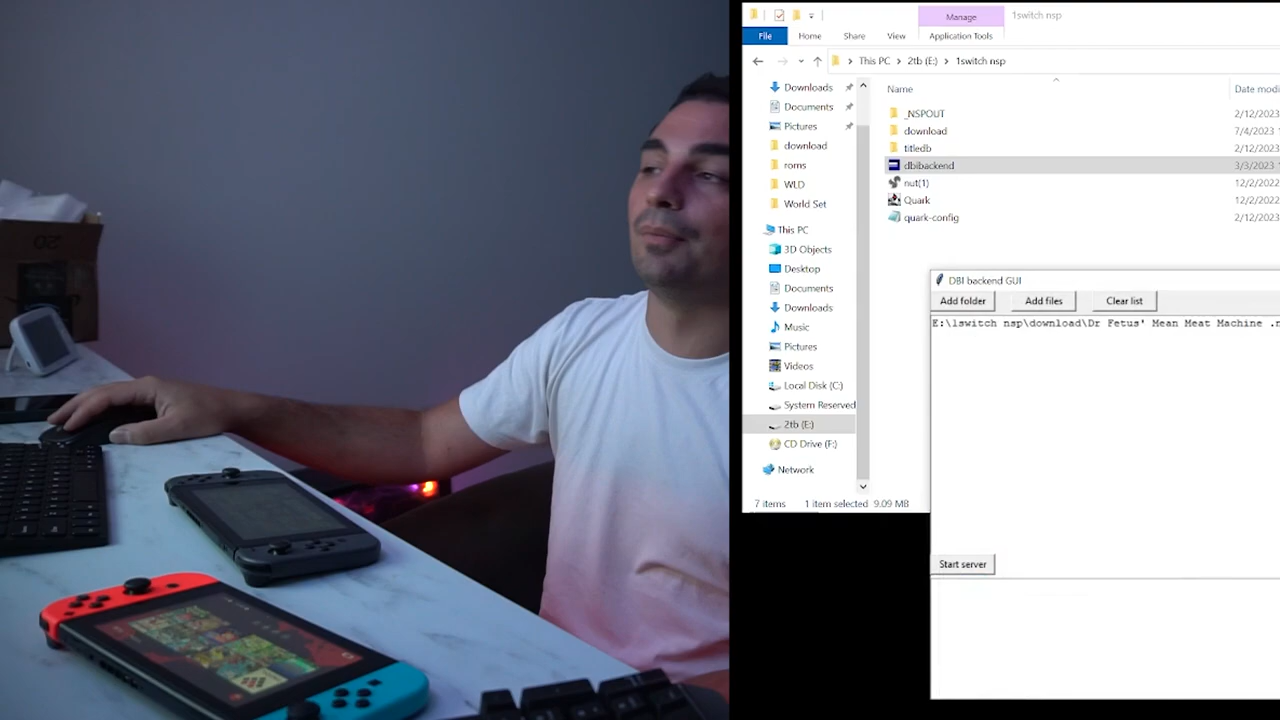 Manage
1switch nsp
File
Home
Share
View
Application Tools
This PC
2tb (E:)
1switch nsp
Downloads
Documents
Pictures
download
roms
WLD
World Set
This PC
3D Objects
Desktop
Documents
Downloads
Music
Pictures
Videos
Local Disk (C:)
System Reserved
2tb (E:)
CD Drive (F:)
Network
Name
Date modi
_NSPOUT
2/12/2023
download
7/4/2023
titledb
2/12/2023
dbibackend
3/3/2023
nut(1)
12/2/2022
Quark
12/2/2022
quark-config
2/12/2023
7 items
1 item selected 9.09 MB
DBI backend GUI
Add folder
Add files
Clear list
E:\1switch nsp\download\Dr Fetus' Mean Meat Machine .n
Start server